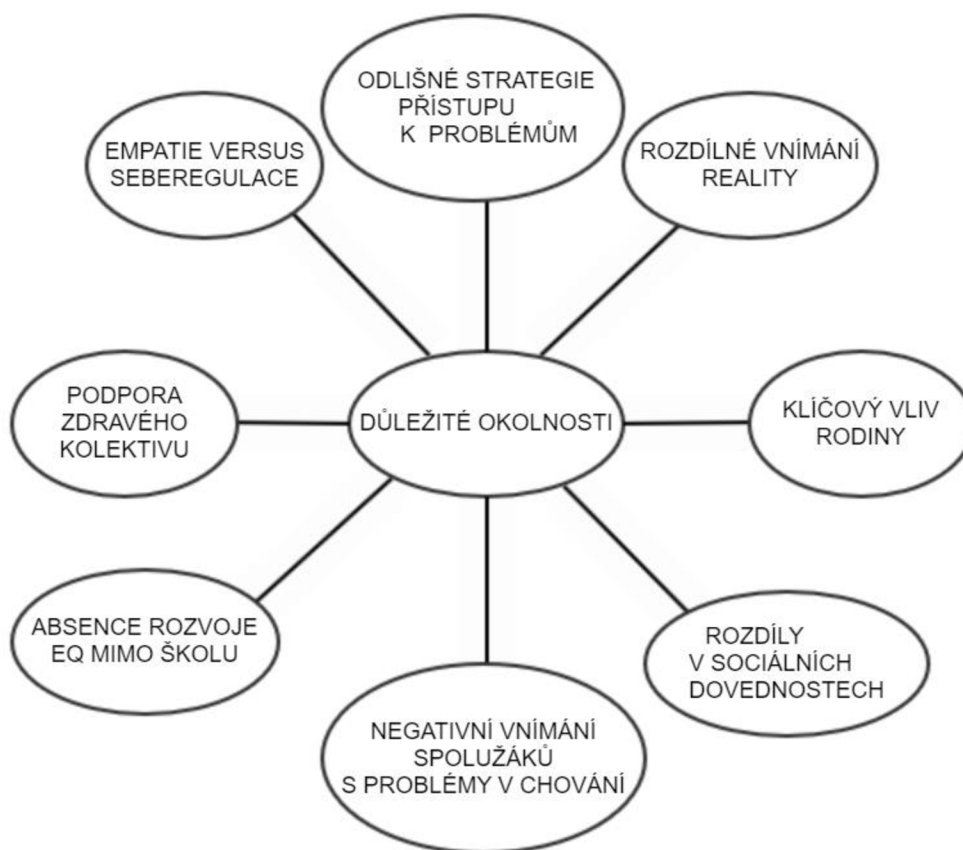 ODLIŠNÉ STRATEGIE
PŘÍSTUPU
K PROBLÉMŮM
EMPATIE VERSUS
SEBEREGULACE
ROZDÍLNÉ VNÍMÁNÍ
REALITY
PODPORA
ZDRAVÉHO
KOLEKTIVU
DŮLEŽITÉ OKOLNOSTI
KLÍČOVÝ VLIV
RODINY
ABSENCE ROZVOJE
EQ MIMO ŠKOLU
ROZDÍLY
V SOCIÁLNÍCH
DOVEDNOSTECH
NEGATIVNÍ VNÍMÁNÍ
SPOLUŽÁKŮ
S PROBLÉMY V CHOVÁNÍ